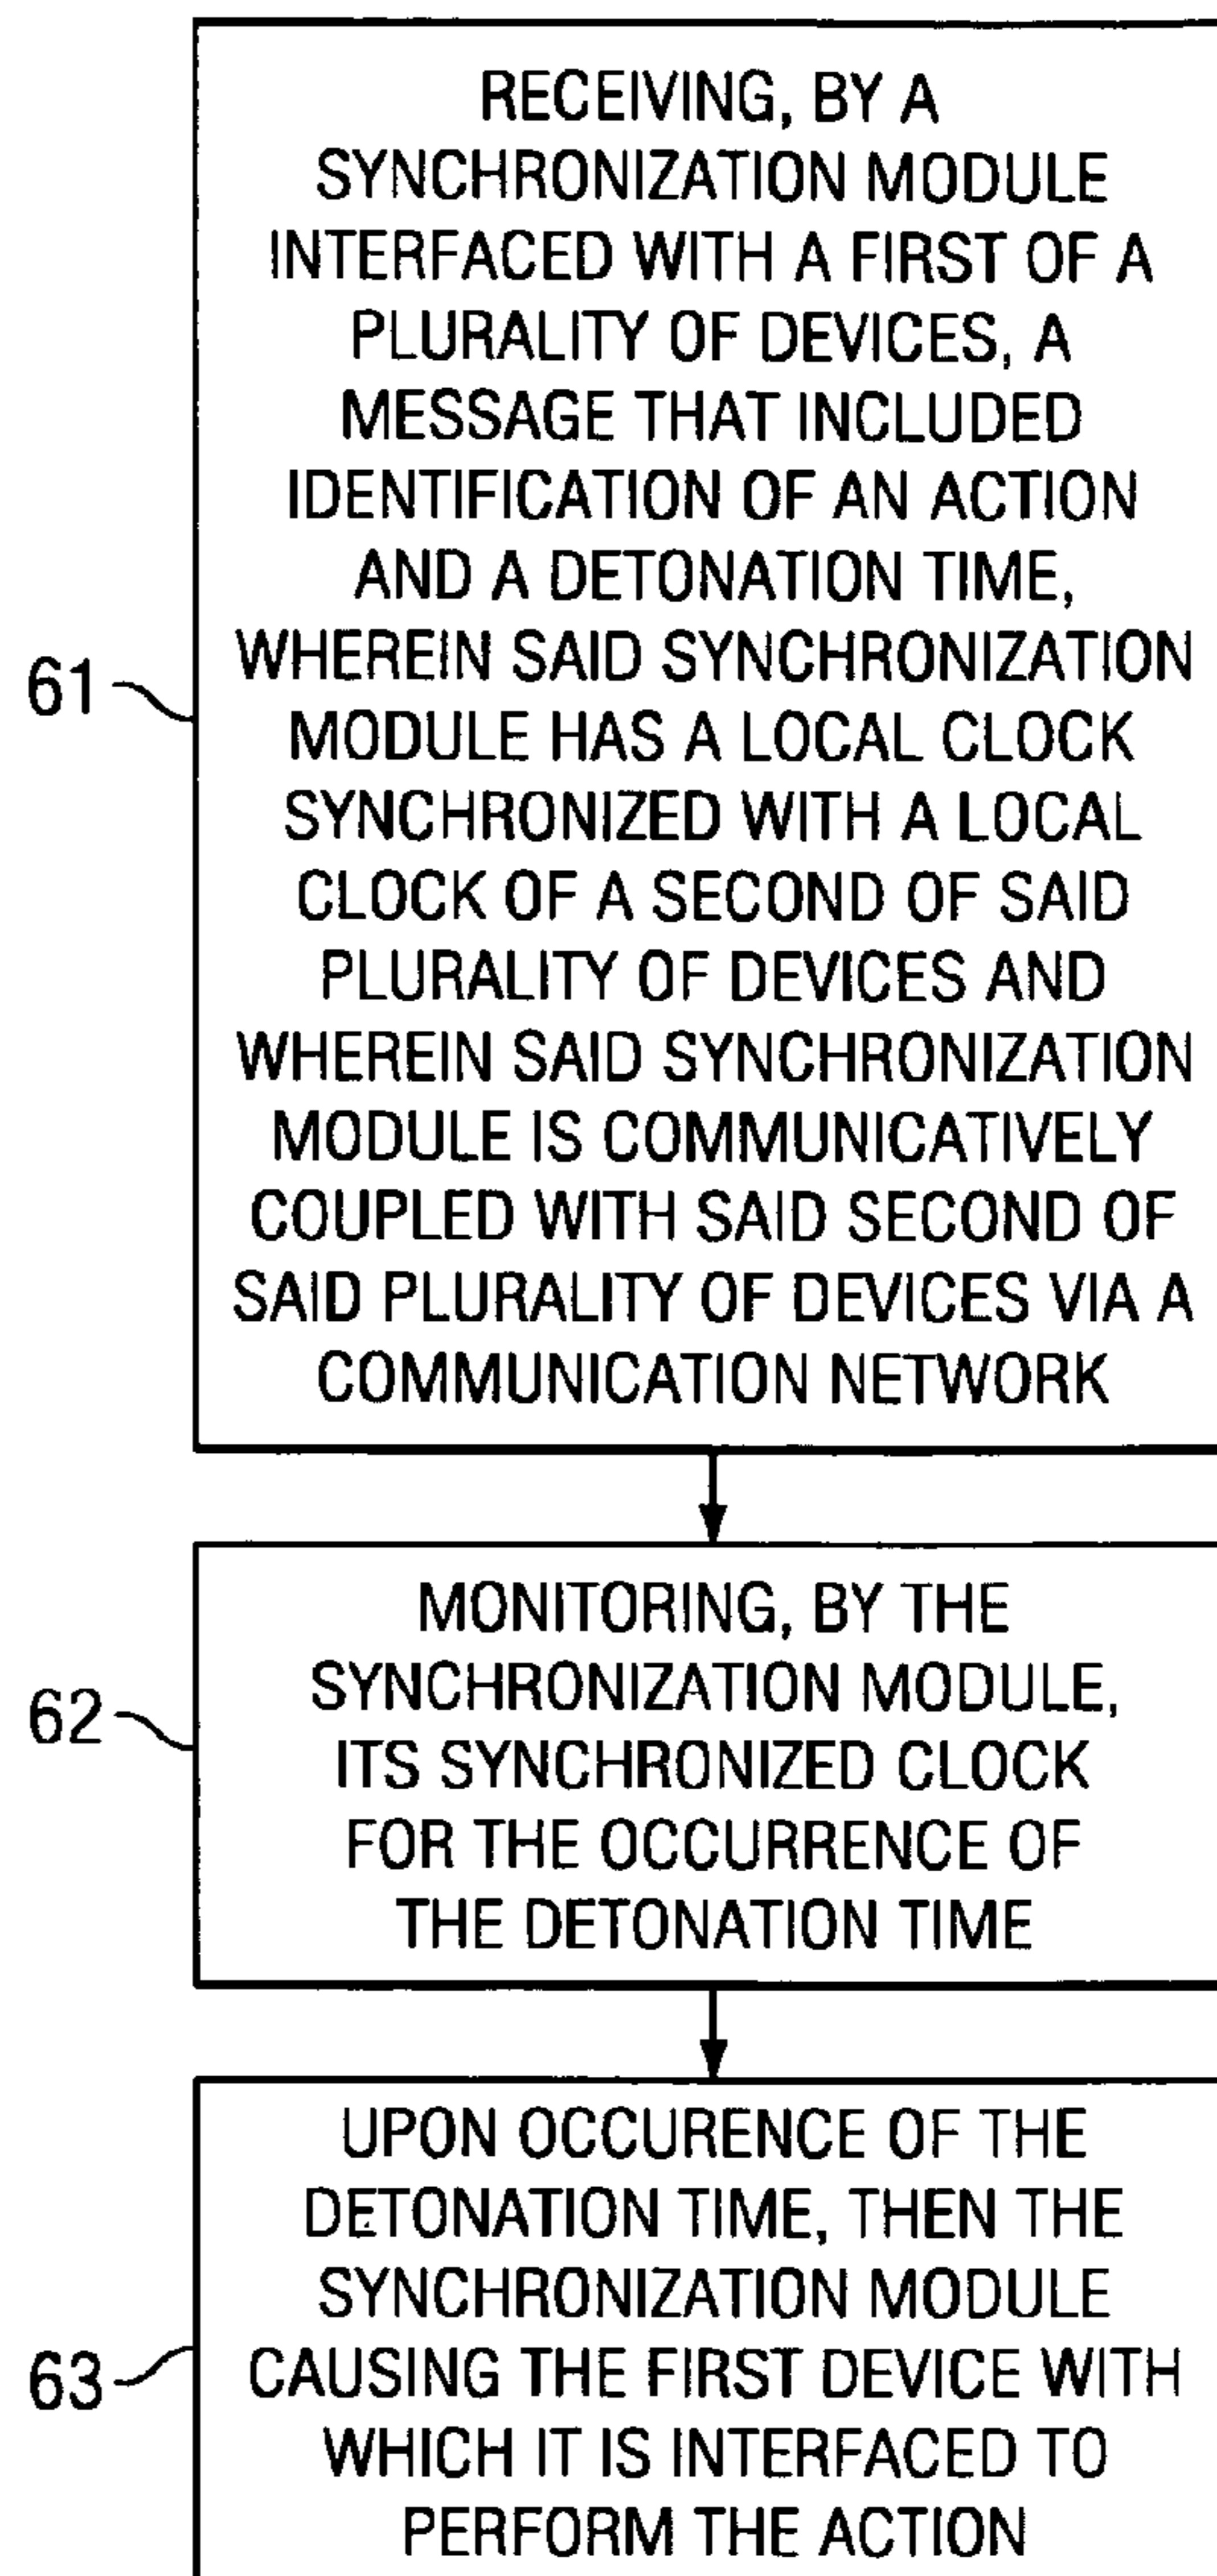 RECEIVING, BY A
SYNCHRONIZATION MODULE
INTERFACED WITH A FIRST OF A
PLURALITY OF DEVICES, A
MESSAGE THAT INCLUDED
IDENTIFICATION OF AN ACTION
AND A DETONATION TIME,
WHEREIN SAID SYNCHRONIZATION
MODULE HAS A LOCAL CLOCK
SYNCHRONIZED WITH A LOCAL
CLOCK OF A SECOND OF SAID
PLURALITY OF DEVICES AND
WHEREIN SAID SYNCHRONIZATION
MODULE IS COMMUNICATIVELY
COUPLED WITH SAID SECOND OF
SAID PLURALITY OF DEVICES VIA A
COMMUNICATION NETWORK
61
MONITORING, BY THE
SYNCHRONIZATION MODULE,
ITS SYNCHRONIZED CLOCK
FOR THE OCCURRENCE OF
THE DETONATION TIME
62
UPON OCCURENCE OF THE
DETONATION TIME, THEN THE
SYNCHRONIZATION MODULE
CAUSING THE FIRST DEVICE WITH
WHICH IT IS INTERFACED TO
PERFORM THE ACTION
63